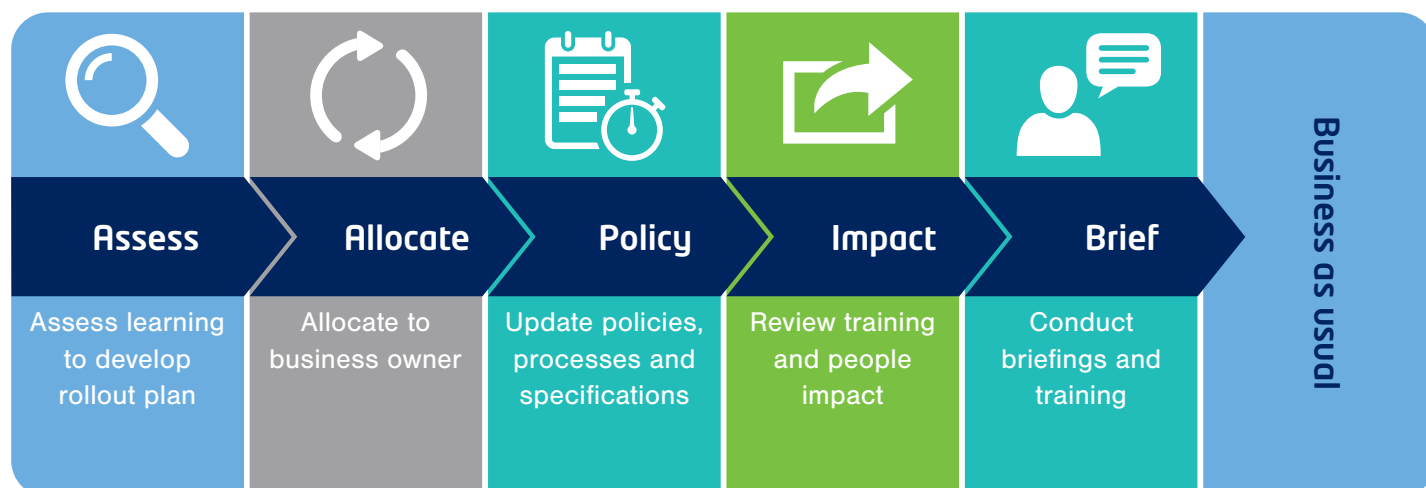 Assess
Allocate
Policy
Impact
Brief
Assess learning
to develop
rollout plan
Allocate to
business owner
Update policies,
processes and
specifications
Review training
and people
impact
Conduct
briefings and
training
Business as usual